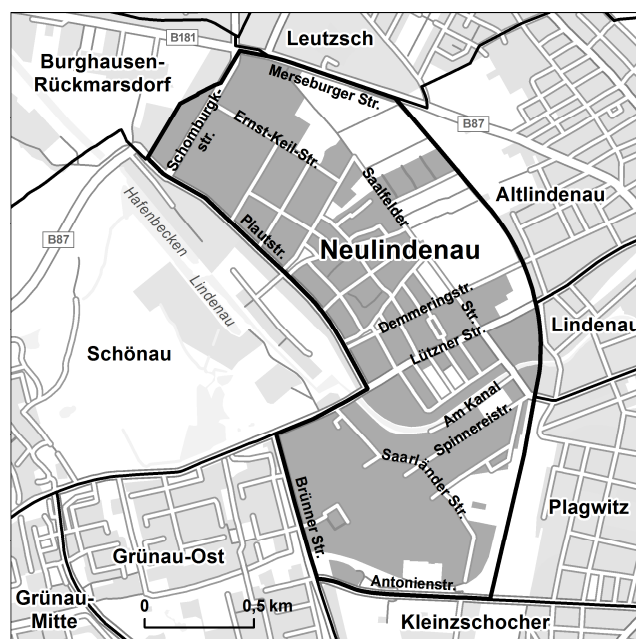 Leutzsch
B181
Burghausen-
Rückmarsdorf
Merseburger Str.
Schomburgk-
str.
Ernst-Keil-Str.
B87
Saalfelder
Str.
Altlindenau
Hafenbecken
Lindenau
Plautstr.
B87
Neulindenau
Demmeringstr.
Lützner Str.
Lindenau
Schönau
Am Kanal
Spinnereistr.
Saarländer Str.
Brünner Str.
Plagwitz
Grünau-Ost
Antonienstr.
Grünau-
Mitte
0
0,5 km
Kleinzschocher